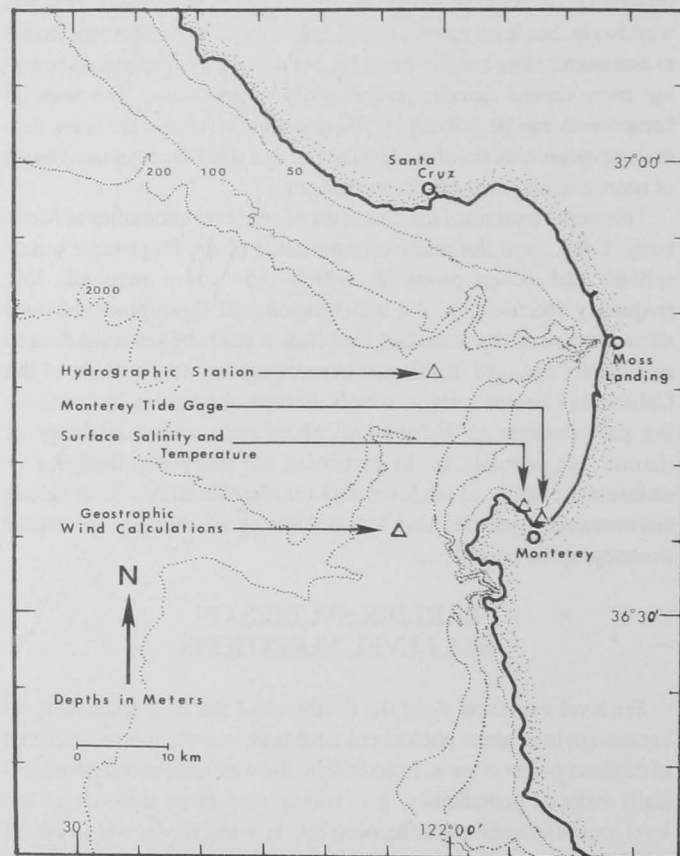 200
100
50
Santa
Cruz
37°00'
2000
Moss
Landing
Hydrographic Station
Monterey Tide Gage
Surface Salinity and
Temperature
Geostrophic
Wind Calculations
Monterey
N
36°30'
Depths in Meters
0
10 km
30'
122°00'